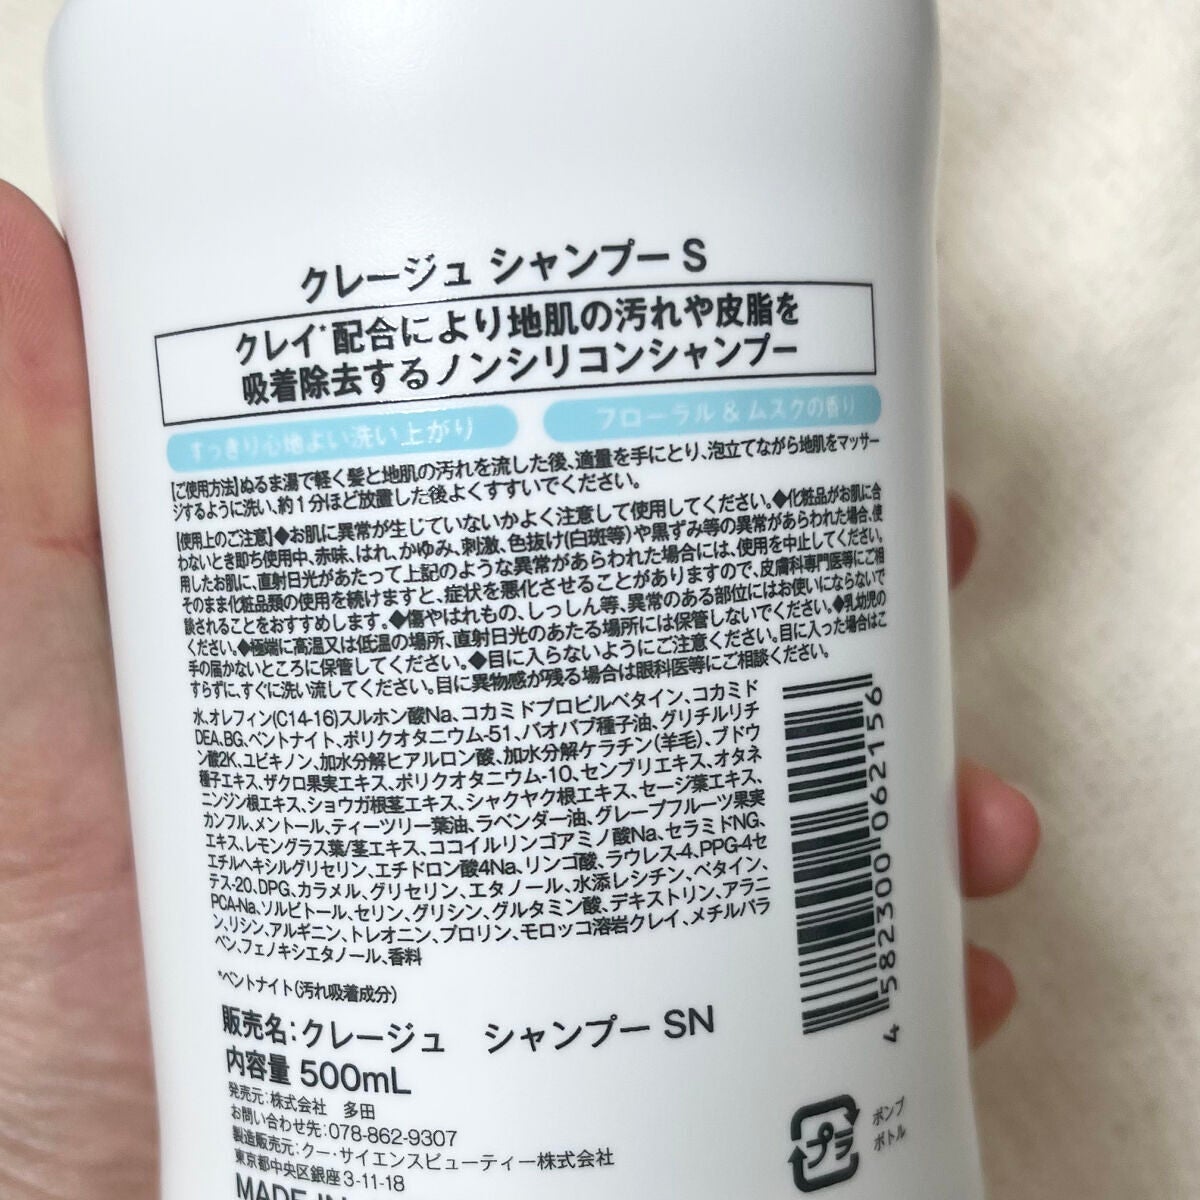 クレージュ シャンプー S
クレイ*配合により地肌の汚れや皮脂を
吸着除去するノンシリコンシャンプー
すっきり心地よい洗い上がり
フローラル & ムスクの香り
【ご使用方法】ぬるま湯で軽く髪と地肌の汚れを流した後、適量を手にとり、泡立てながら地肌をマッサー
ジするように洗い、約1分ほど放置した後よくすすいでください。
【使用上のご注意】◆お肌に異常が生じていないかよく注意して使用してください。◆化粧品がお肌に合
わないとき即ち使用中、赤味、はれ、かゆみ、刺激、色抜け(白斑等)や黒ずみ等の異常があらわれた場合、使
用したお肌に、直射日光があたって上記のような異常があらわれた場合には、使用を中止してください。
そのまま化粧品類の使用を続けますと、症状を悪化させることがありますので、皮膚科専門医等にご相
談されることをおすすめします。◆傷やはれもの、しっしん等、異常のある部位にはお使いにならないで
ください。◆極端に高温又は低温の場所、直射日光のあたる場所には保管しないでください。◆乳幼児の
手の届かないところに保管してください。◆目に入らないようにご注意ください。目に入った場合はこ
すらずに、すぐに洗い流してください。目に異物感が残る場合は眼科医等にご相談ください。
水、オレフィン(C14-16)スルホン酸Na、コカミドプロピルベタイン、コカミド
DEA、BG、ベントナイト、ポリクオタニウム-51、バオバブ種子油、グリチルリチ
ン酸2K、ユビキノン、加水分解ヒアルロン酸、加水分解ケラチン(羊毛)、ブドウ
種子エキス、ザクロ果実エキス、ポリクオタニウム-10、センブリエキス、オタネ
ニンジン根エキス、ショウガ根茎エキス、シャクヤク根エキス、セージ葉エキス、
カンフル、メントール、ティーツリー葉油、ラベンダー油、グレープフルーツ果実
エキス、レモングラス葉/茎エキス、ココイルリンゴアミノ酸Na、セラミドNG、
エチルヘキシルグリセリン、エチドロン酸4Na、リンゴ酸、ラウレス-4、PPG-4セ
テス-20、DPG、カラメル、グリセリン、エタノール、水添レシチン、ベタイン、
PCA-Na、ソルビトール、セリン、グリシン、グルタミン酸、デキストリン、アラニ
ン、リシン、アルギニン、トレオニン、プロリン、モロッコ溶岩クレイ、メチルパラ
ベン、フェノキシエタノール、香料
*ベントナイト(汚れ吸着成分)
販売名:クレージュ シャンプー SN
内容量 500mL
発売元:株式会社 多田
お問い合わせ先:078-862-9307
製造販売元:クー・サイエンスビューティー株式会社
東京都中央区銀座3-11-18
MADE IN
4 582300 062156
プラ
ポンプ
ボトル